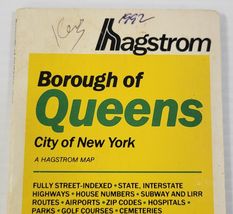 1992
Hagstrom
Borough of
Queens
City of New York
A HAGSTROM MAP
FULLY STREET-INDEXED • STATE, INTERSTATE
HIGHWAYS • HOUSE NUMBERS • SUBWAY AND LIRR
ROUTES • AIRPORTS • ZIP CODES • HOSPITALS •
PARKS • GOLF COURSES • CEMETERIES